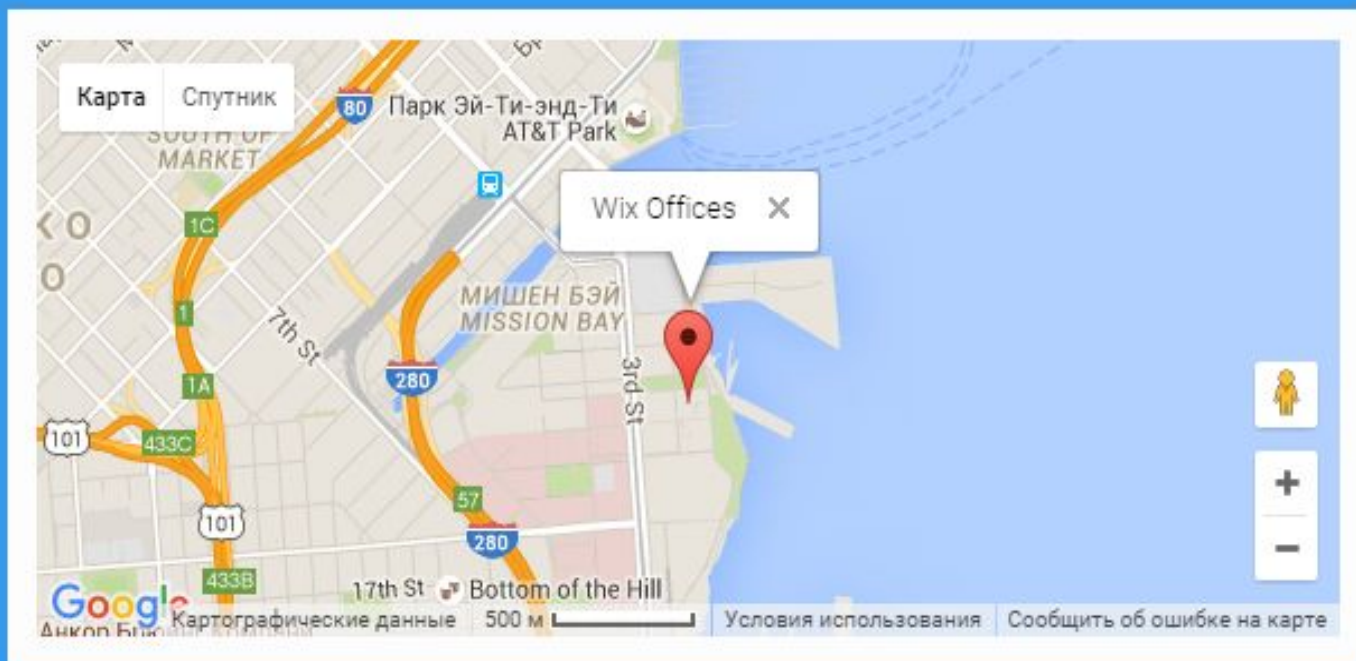 Карта Спутник
80
Парк Эй-Ти-энд-Ти
AT&T Park
SOUTH OF
MARKET
1C
Wix Offices
МИШЕН БЭЙ
MISSION BAY
1
7th St
280
3rd St
1A
101
433C
57
101
280
433B
17th St
Bottom of the Hill
Google
Картографические данные
500 м
Условия использования
Сообщить об ошибке на карте